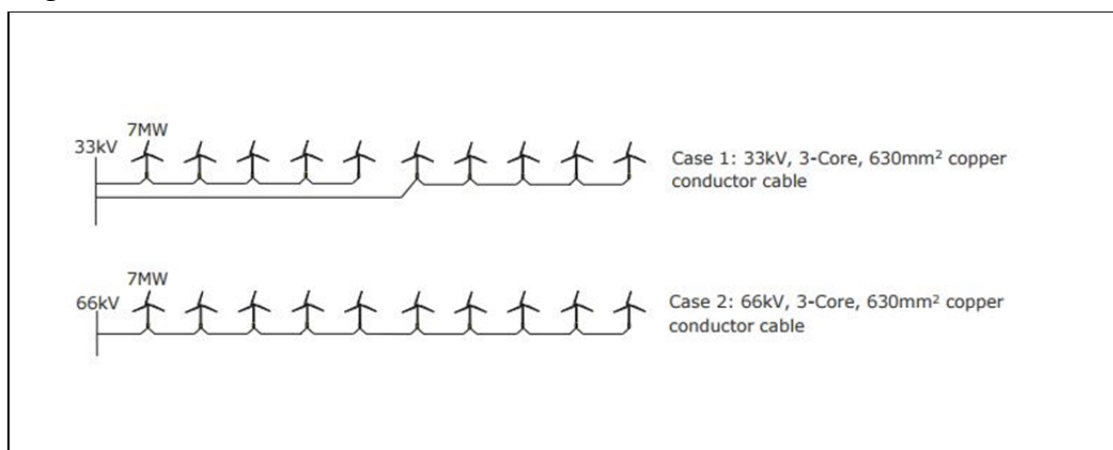 7MW
33kV
Case 1: 33kV, 3-Core, 630mm² copper
conductor cable
7MW
66kV
Case 2: 66kV, 3-Core, 630mm² copper
conductor cable